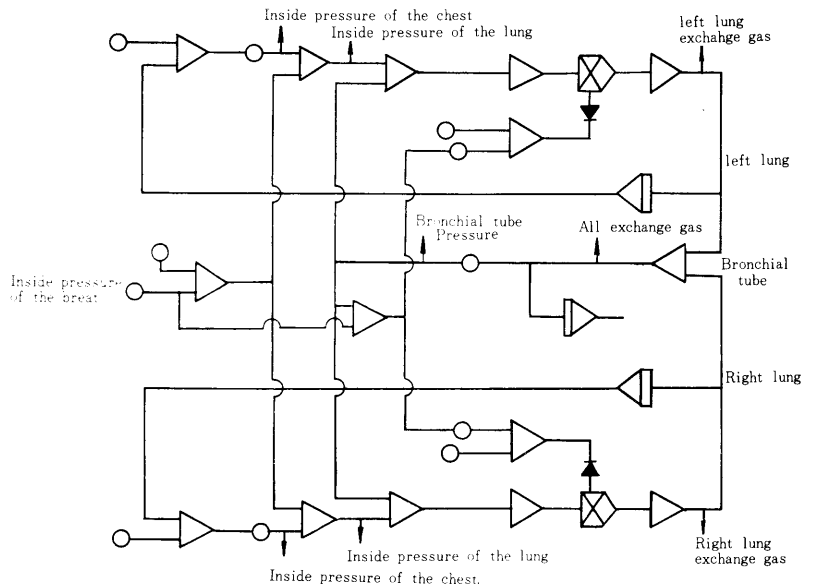 Inside pressure of the chest
Inside pressure of the lung
left lung
exchange gas
left lung
Bronchial tube
Pressure
All exchange gas
Bronchial
tube
Inside pressure
of the breat
Right lung
Inside pressure of the lung
Inside pressure of the chest.
Right lung
exchange gas